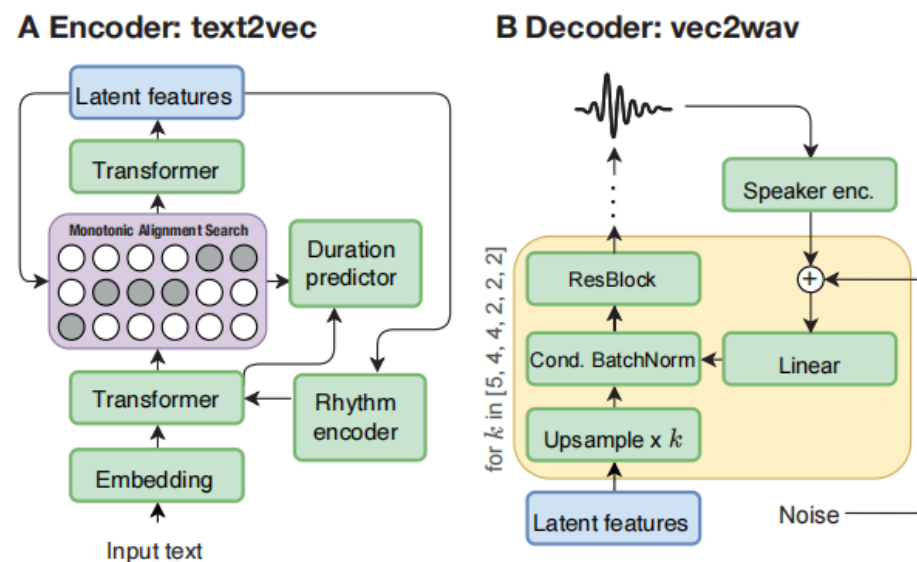 A Encoder: text2vec
Latent features
Transformer
Monotonic Alignment Search
Duration
predictor
Transformer
Rhythm
encoder
Embedding
Input text
B Decoder: vec2wav
Speaker enc.
for k in [5, 4, 4, 2, 2, 2]
ResBlock
+
Cond. BatchNorm
Linear
Upsample x k
Latent features
Noise